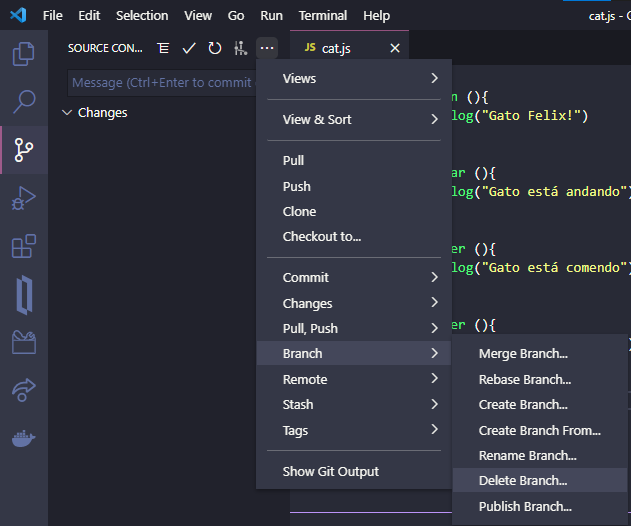 File Edit Selection View Go Run Terminal Help
cat.js - C
SOURCE CON... ...
JS cat.js
Message (Ctrl+Enter to commit
Changes
Views
View & Sort
Pull
Push
Clone
Checkout to...
Commit
Changes
Pull, Push
Branch
Remote
Stash
Tags
Show Git Output
n (){
log("Gato Felix!")
ar (){
log("Gato está andando")
er (){
log("Gato está comendo")
er (){
Merge Branch...
Rebase Branch...
Create Branch...
Create Branch From...
Rename Branch...
Delete Branch...
Publish Branch...